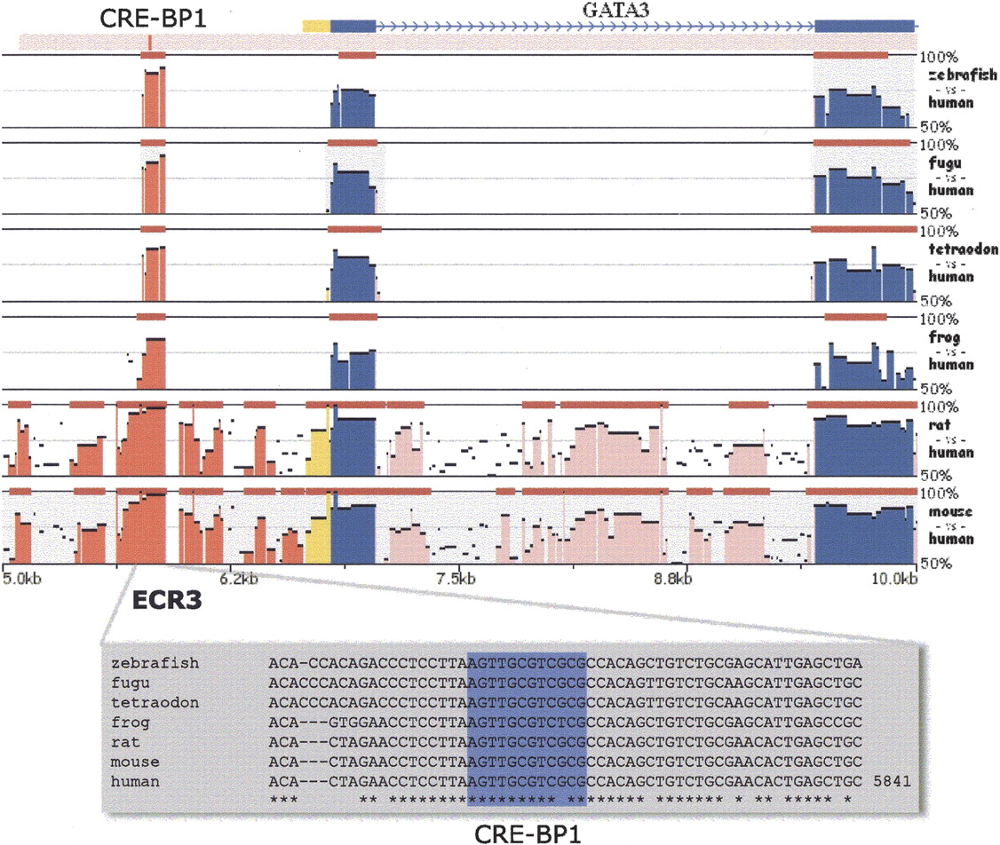 CRE-BP1
GATA3
100%
zebrafish
- vs -
human
50%
100%
fugu
- vs -
human
50%
100%
tetraodon
- vs -
human
50%
100%
frog
- vs -
human
50%
100%
rat
- vs -
human
50%
100%
mouse
- vs -
human
50%
5.0kb 6.2kb 7.5kb 8.8kb 10.0kb
ECR3
zebrafish ACA-CCACAGACCCTCCTTAAGTTGCGTCGCGCCACAGCTGTCTGCGAGCATTGAGCTGA
fugu ACACCCACAGACCCTCCTTAAGTTGCGTCGCGCCACAGTTGTCTGCAAGCATTGAGCTGC
tetraodon ACACCCACAGACCCTCCTTAAGTTGCGTCGCGCCACAGTTGTCTGCAAGCATTGAGCTGC
frog ACA---GTGGAACCTCCTTAAGTTGCGTCTCGCCACAGCTGTCTGCGAGCATTGAGCCGC
rat ACA---CTAGAACCTCCTTAAGTTGCGTCGCGCCACAGCTGTCTGCGAACACTGAGCTGC
mouse ACA---CTAGAACCTCCTTAAGTTGCGTCGCGCCACAGCTGTCTGCGAACACTGAGCTGC
human ACA---CTAGAACCTCCTTAAGTTGCGTCGCGCCACAGCTGTCTGCGAACACTGAGCTGC 5841
*** ** ***************** ******** ******* * ** ***** *
CRE-BP1